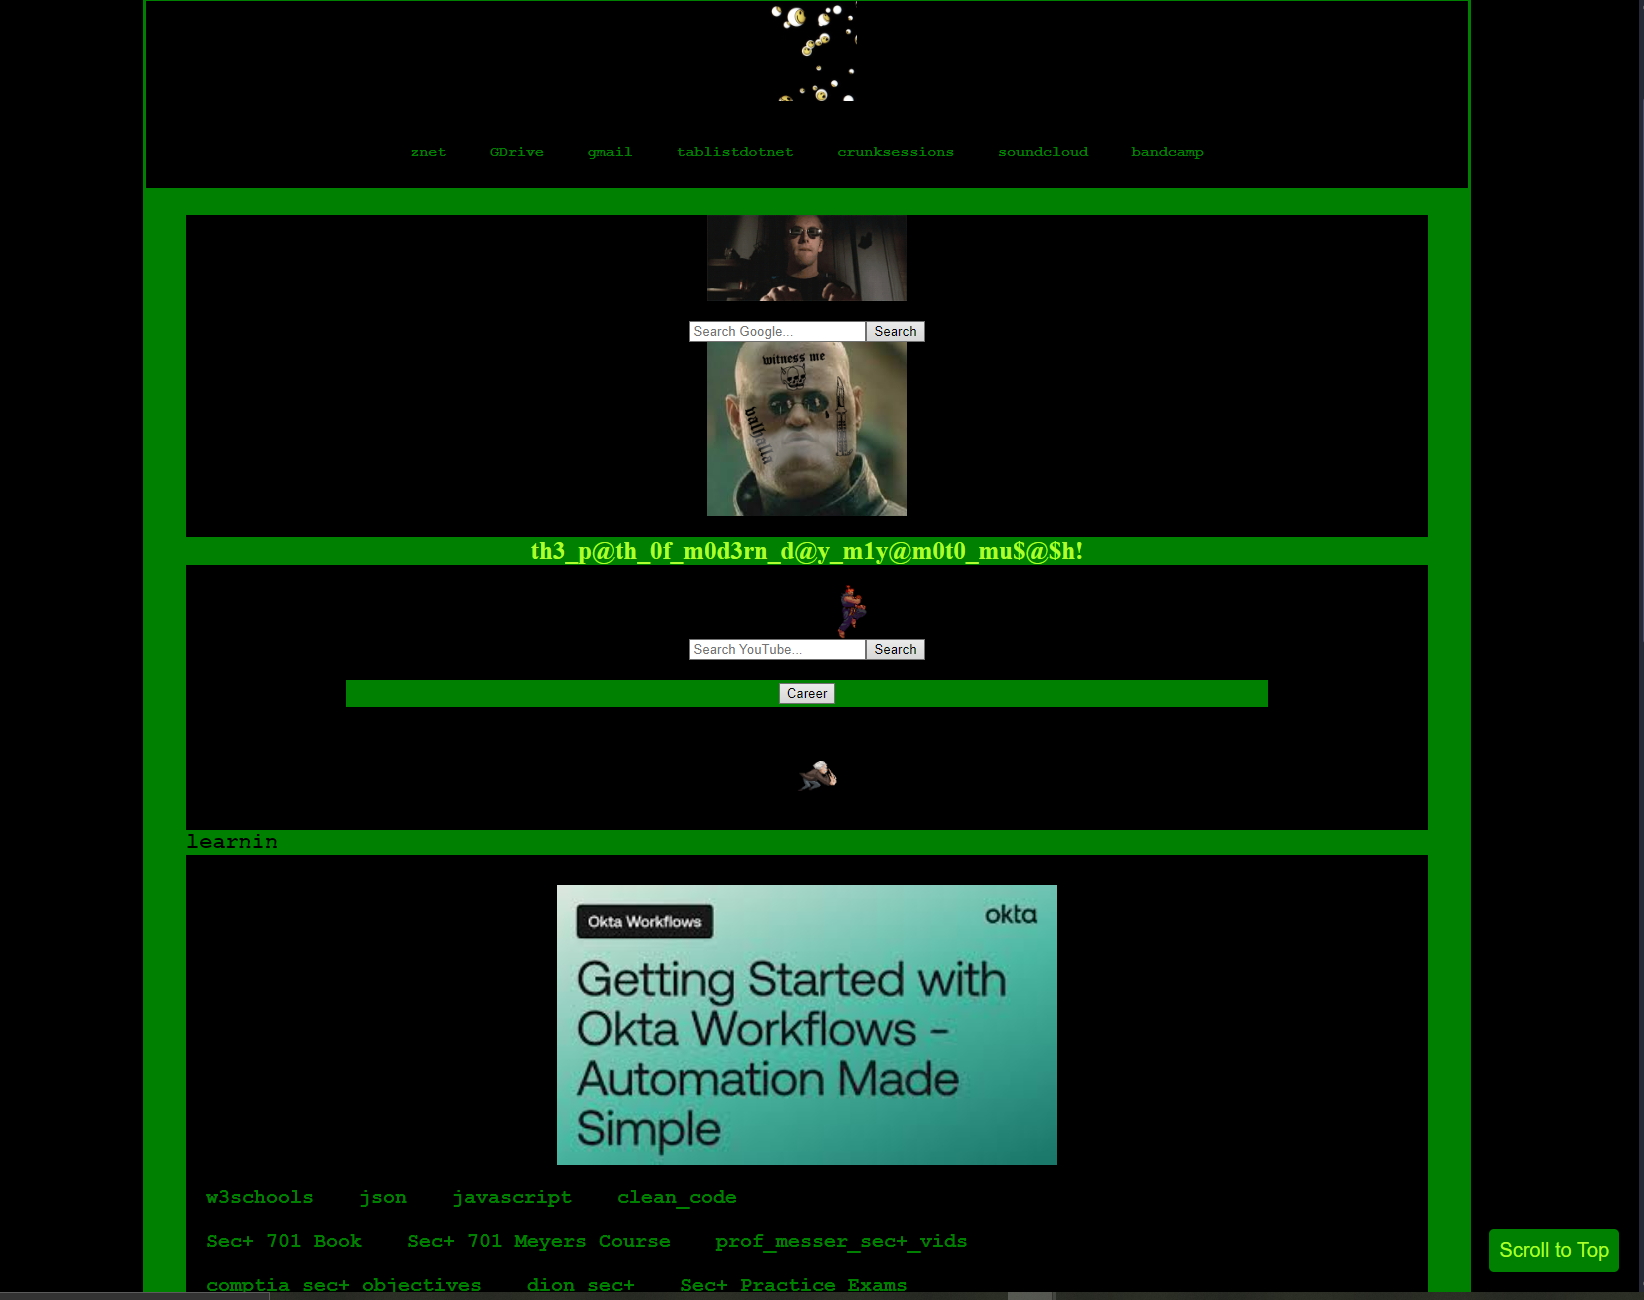 znet GDrive gmail tablistdotnet crunksessions soundcloud bandcamp
Search Google... Search
witness me
valhalla
th3_p@th_0f_m0d3rn_d@y_m1y@m0t0_mu$@$h!
Search YouTube... Search
Career
learnin
Okta Workflows okta
Getting Started with
Okta Workflows -
Automation Made
Simple
w3schools json javascript clean_code
Sec+ 701 Book Sec+ 701 Meyers Course prof_messer_sec+_vids
Scroll to Top
comptia sec+ objectives dion sec+ Sec+ Practice Exams